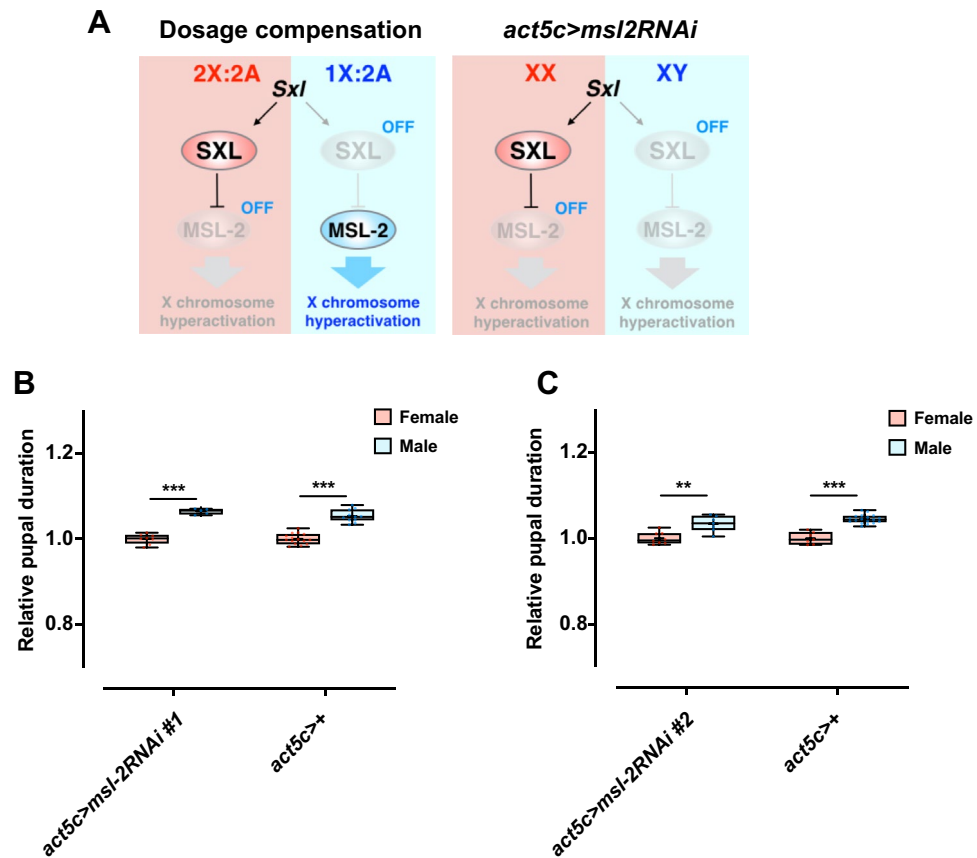 A
Dosage compensation
act5c>msl2RNAi
2X:2A
1X:2A
Sxl
OFF
SXL
SXL
OFF
MSL-2
MSL-2
X chromosome
hyperactivation
X chromosome
hyperactivation
XX
XY
Sxl
OFF
SXL
SXL
OFF
MSL-2
MSL-2
X chromosome
hyperactivation
X chromosome
hyperactivation
B
Relative pupal duration
1.2
1.0
0.8
***
***
Female
Male
act5c>msl-2RNAi #1
act5c>+
C
Relative pupal duration
1.2
1.0
0.8
**
***
Female
Male
act5c>msl-2RNAi #2
act5c>+